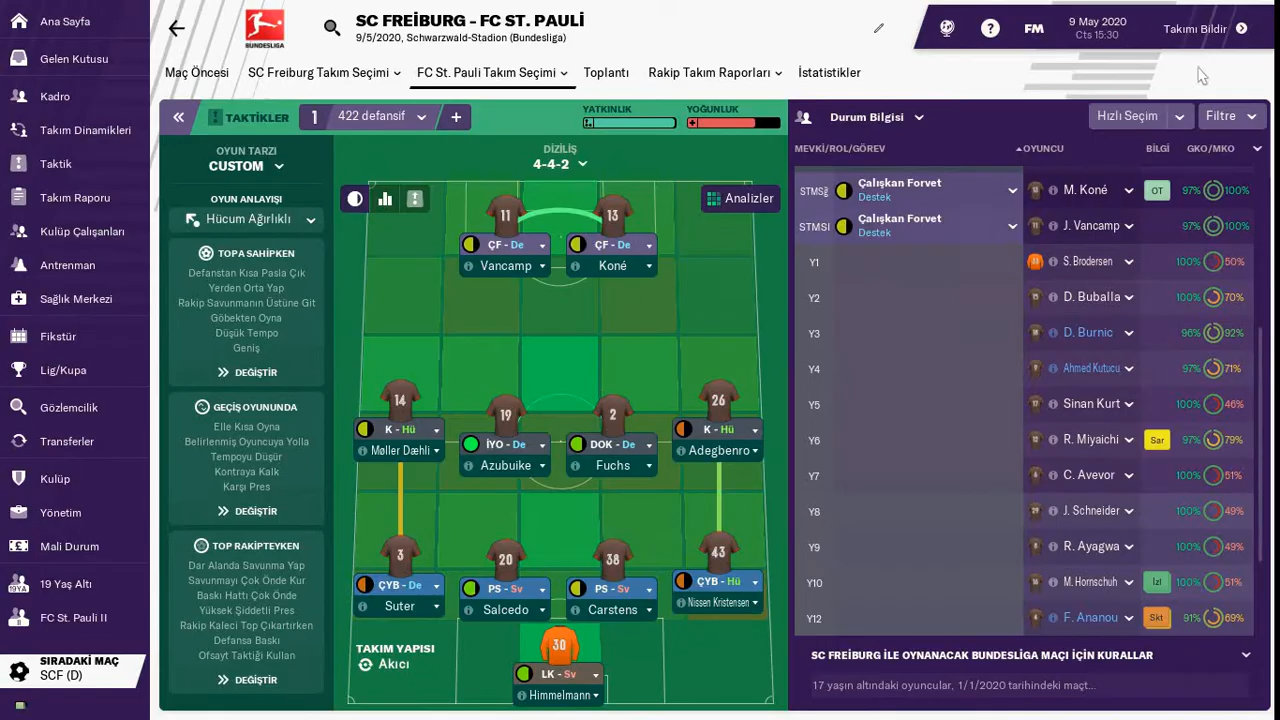 Ana Sayfa
Gelen Kutusu
Kadro
Takım Dinamikleri
Taktik
Takım Raporu
Kulüp Çalışanları
Antrenman
Sağlık Merkezi
Fikstür
Lig/Kupa
Gözlemcilik
Transferler
Kulüp
Yönetim
Mali Durum
19 Yaş Altı
FC St. Pauli II
SIRADAKİ MAÇ
SCF (D)
BUNDESLIGA
SC FREİBURG - FC ST. PAULİ
9/5/2020, Schwarzwald-Stadion (Bundesliga)
FM
9 May 2020
Cts 15:30
Takımı Bildir
Maç Öncesi
SC Freiburg Takım Seçimi
FC St. Pauli Takım Seçimi
Toplantı
Rakip Takım Raporları
İstatistikler
TAKTİKLER
1
422 defansif
YATKINLIK
YOĞUNLUK
OYUN TARZI
CUSTOM
OYUN ANLAYIŞI
Hücum Ağırlıklı
TOPA SAHİPKEN
Defanstan Kısa Pasla Çık
Yerden Orta Yap
Rakip Savunmanın Üstüne Git
Göbekten Oyna
Düşük Tempo
Geniş
DEĞİŞTİR
GEÇİŞ OYUNUNDA
Elle Kısa Oyna
Belirlenmiş Oyuncuya Yolla
Tempoyu Düşür
Kontraya Kalk
Karşı Pres
DEĞİŞTİR
TOP RAKİPTEYKEN
Dar Alanda Savunma Yap
Savunmayı Çok Önde Kur
Baskı Hattı Çok Önde
Yüksek Şiddetli Pres
Rakip Kaleci Top Çıkartırken
Defansa Baskı
Ofsayt Taktiği Kullan
DEĞİŞTİR
DİZİLİŞ
4-4-2
Analizler
11
13
ÇF - De
ÇF - De
Vancamp
Koné
14
19
2
26
K - Hü
İYO - De
DOK - De
K - Hü
Møller Dæhli
Azubuike
Fuchs
Adegbenro
3
20
38
43
ÇYB - De
PS - Sv
PS - Sv
ÇYB - Hü
Suter
Salcedo
Carstens
Nissen Kristensen
30
LK - Sv
Himmelmann
TAKIM YAPISI
Akıcı
Durum Bilgisi
Hızlı Seçim
Filtre
MEVKİ/ROL/GÖREV
OYUNCU
BİLGİ
GKO/MKO
Çalışkan Forvet
Destek
M. Koné
OT
97%
100%
STMSI
Çalışkan Forvet
Destek
J. Vancamp
97%
100%
Y1
S. Brodersen
100%
50%
Y2
D. Buballa
100%
70%
Y3
D. Burnic
96%
92%
Y4
Ahmed Kutucu
97%
71%
Y5
Sinan Kurt
100%
46%
Y6
R. Miyaichi
Sar
97%
79%
Y7
C. Avevor
100%
51%
Y8
J. Schneider
100%
49%
Y9
R. Ayagwa
100%
49%
Y10
M. Hornschuh
İzl
100%
51%
Y12
F. Ananou
Skt
91%
69%
SC FREİBURG İLE OYNANACAK BUNDESLİGA MAÇI İÇİN KURALLAR
17 yaşın altındaki oyuncular, 1/1/2020 tarihindeki maçt...